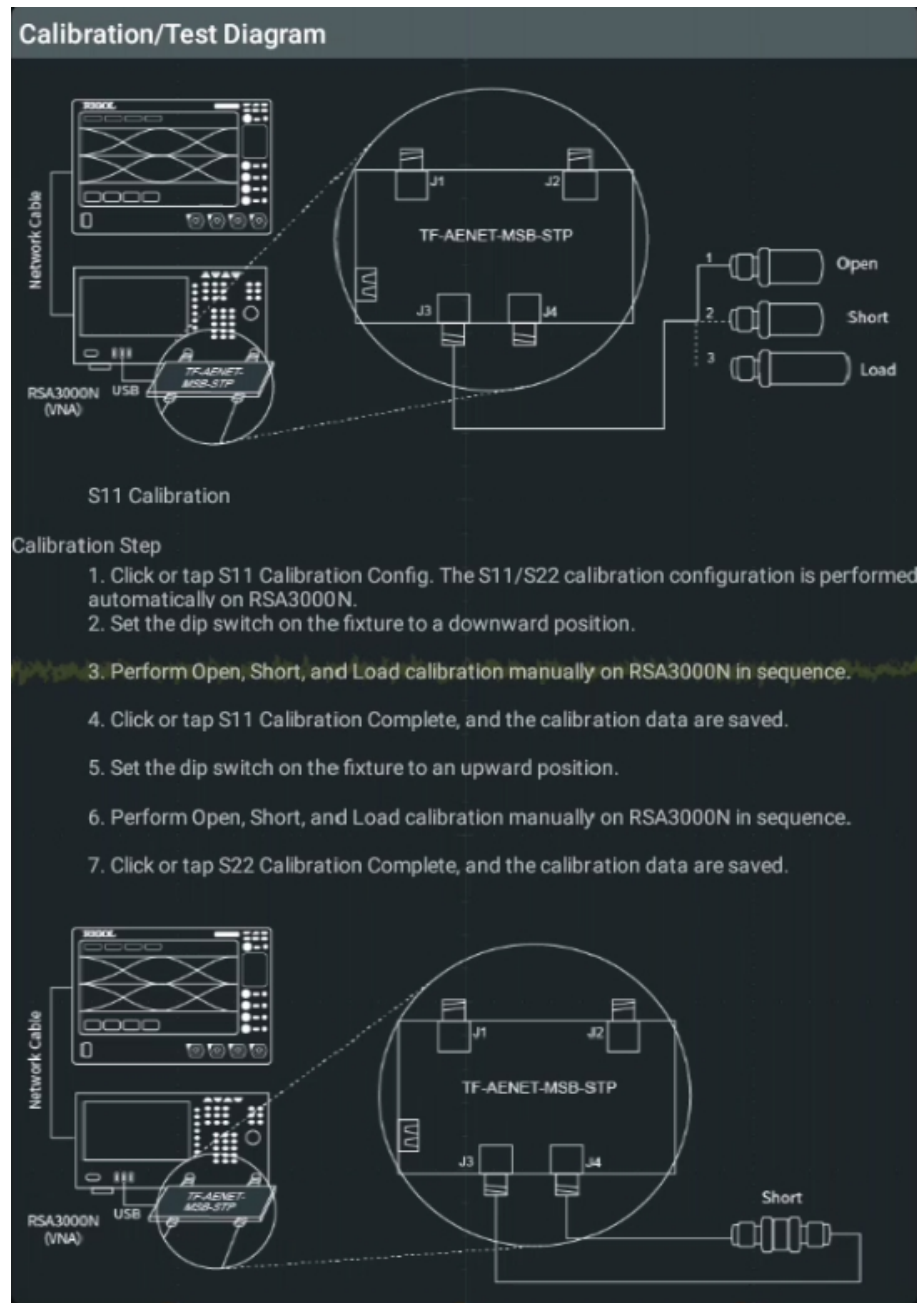 Calibration/Test Diagram
RIGOL
Network Cable
J1
J2
TF-AENET-MSB-STP
J3
J4
1
Open
2
Short
3
Load
TF-AENET-
MSB-STP
RSA3000N
(VNA)
USB
S11 Calibration
Calibration Step
1. Click or tap S11 Calibration Config. The S11/S22 calibration configuration is performed
automatically on RSA3000N.
2. Set the dip switch on the fixture to a downward position.
3. Perform Open, Short, and Load calibration manually on RSA3000N in sequence.
4. Click or tap S11 Calibration Complete, and the calibration data are saved.
5. Set the dip switch on the fixture to an upward position.
6. Perform Open, Short, and Load calibration manually on RSA3000N in sequence.
7. Click or tap S22 Calibration Complete, and the calibration data are saved.
RIGOL
Network Cable
J1
J2
TF-AENET-MSB-STP
J3
J4
Short
TF-AENET-
MSB-STP
RSA3000N
(VNA)
USB